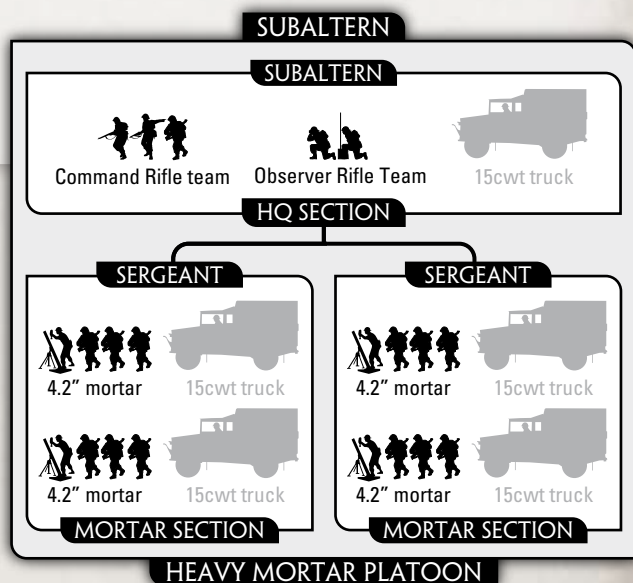 SUBALTERN
SUBALTERN
Command Rifle team Observer Rifle Team 15cwt truck
HQ SECTION
SERGEANT SERGEANT
4.2” mortar 15cwt truck 4.2” mortar 15cwt truck
4.2” mortar 15cwt truck 4.2” mortar 15cwt truck
MORTAR SECTION MORTAR SECTION
HEAVY MORTAR PLATOON